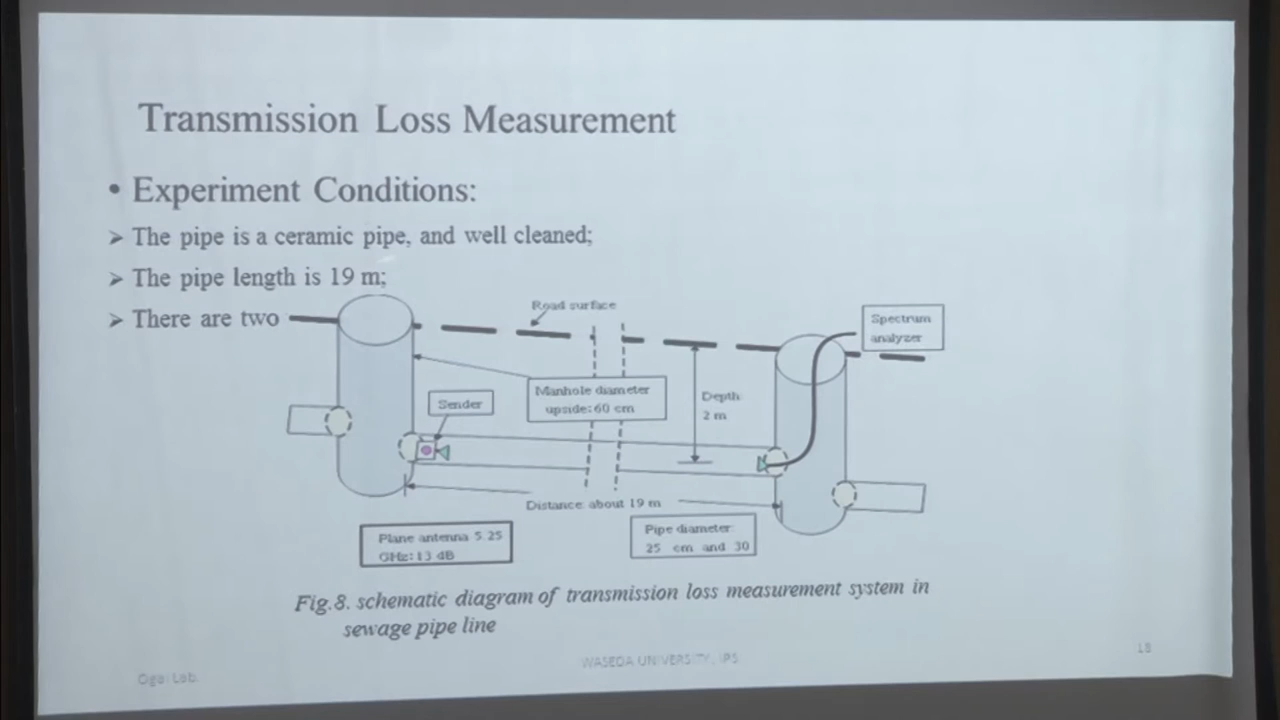 Transmission Loss Measurement
• Experiment Conditions:
➢ The pipe is a ceramic pipe, and well cleaned;
➢ The pipe length is 19 m;
➢ There are two
Road surface
Spectrum
analyzer
Manhole diameter
upside:60 cm
Sender
Depth
2 m
Distance: about 19 m
Plane antenna 5.25
GHz:13 dB
Pipe diameter:
25 cm and 30
Fig.8. schematic diagram of transmission loss measurement system in
sewage pipe line
WASEDA UNIVERSITY, IPS
18
Ogai Lab.